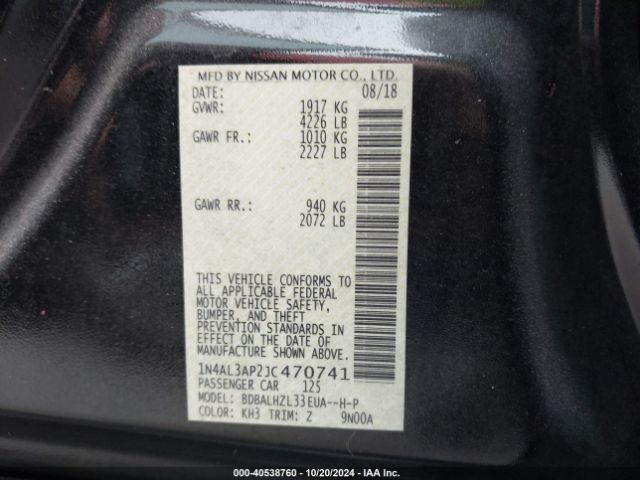 MFD BY NISSAN MOTOR CO., LTD.
DATE: 08/18
GVWR: 1917 KG
4226 LB
GAWR FR.: 1010 KG
2227 LB
GAWR RR.: 940 KG
2072 LB
THIS VEHICLE CONFORMS TO
ALL APPLICABLE FEDERAL
MOTOR VEHICLE SAFETY,
BUMPER, AND THEFT
PREVENTION STANDARDS IN
EFFECT ON THE DATE OF
MANUFACTURE SHOWN ABOVE.
1N4AL3AP2JC470741
PASSENGER CAR 125
MODEL: BDBALHZL33EUA--H-P
COLOR: KH3 TRIM: Z 9N00A
000-40538760 - 10/20/2024 - IAA Inc.